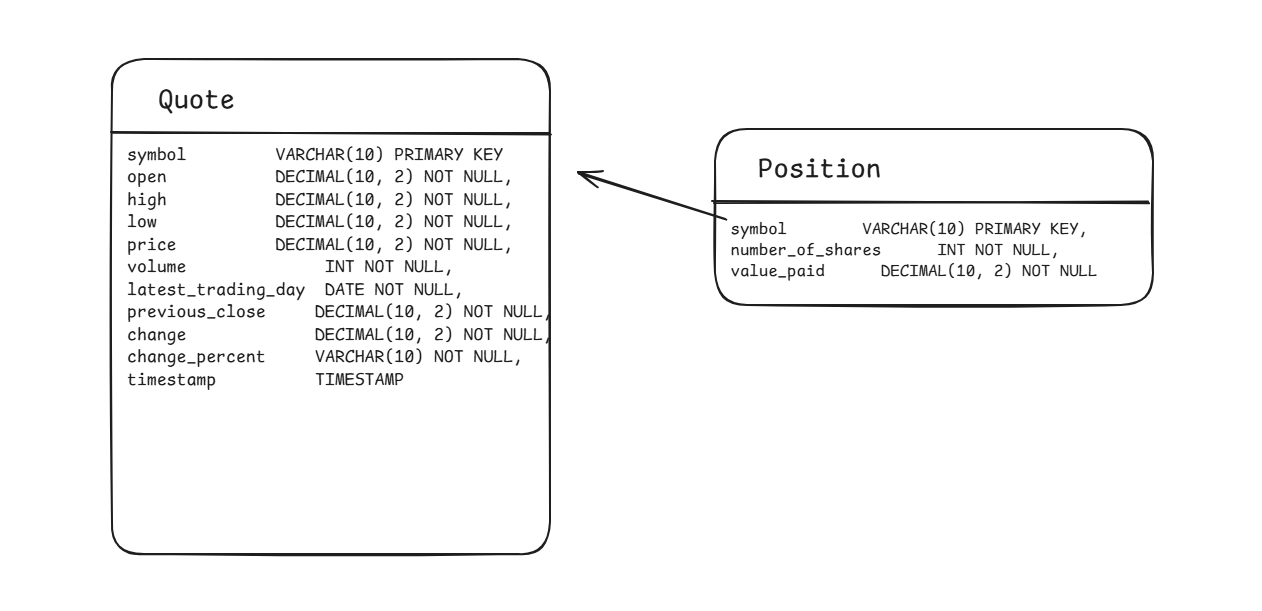 Quote
symbol VARCHAR(10) PRIMARY KEY
open DECIMAL(10, 2) NOT NULL,
high DECIMAL(10, 2) NOT NULL,
low DECIMAL(10, 2) NOT NULL,
price DECIMAL(10, 2) NOT NULL,
volume INT NOT NULL,
latest_trading_day DATE NOT NULL,
previous_close DECIMAL(10, 2) NOT NULL,
change DECIMAL(10, 2) NOT NULL,
change_percent VARCHAR(10) NOT NULL,
timestamp TIMESTAMP
Position
symbol VARCHAR(10) PRIMARY KEY,
number_of_shares INT NOT NULL,
value_paid DECIMAL(10, 2) NOT NULL